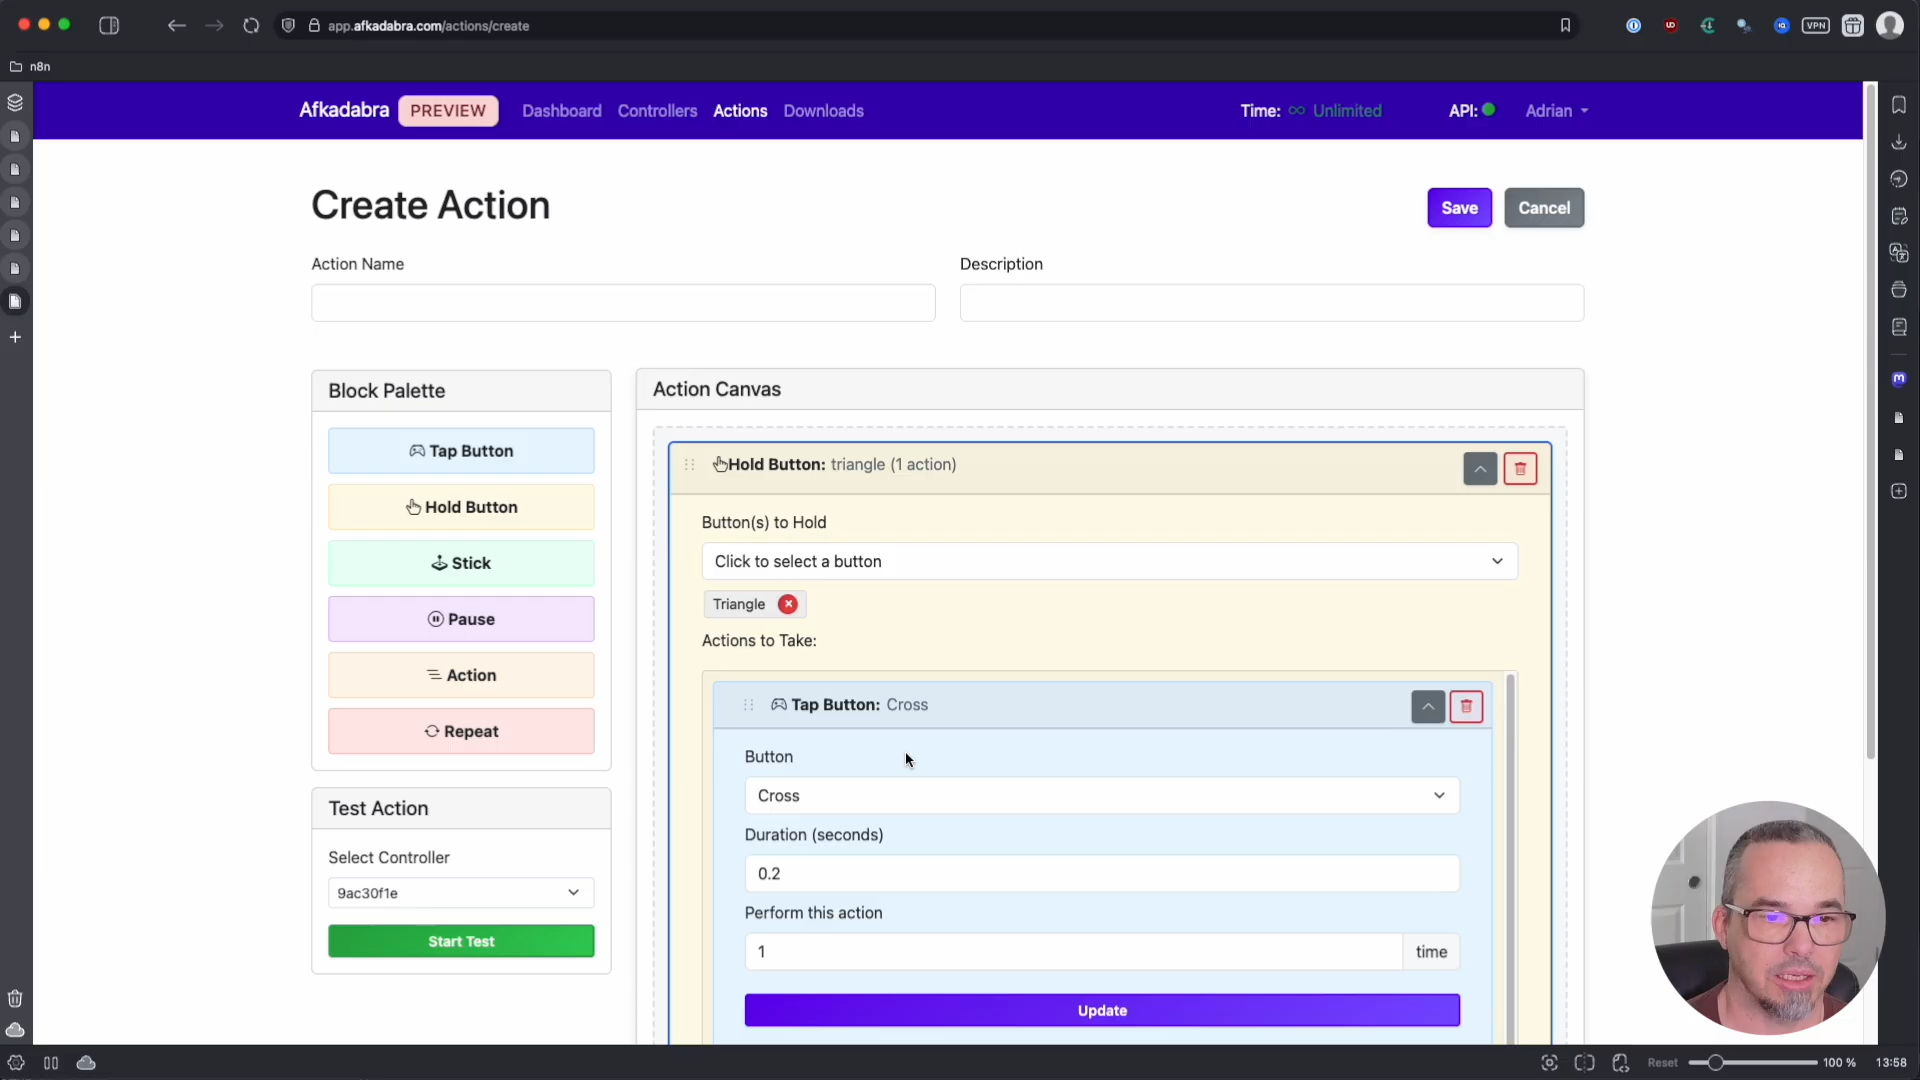 app.afkadabra.com/actions/create
VPN
n8n
Afkadabra
PREVIEW
Dashboard
Controllers
Actions
Downloads
Time: ∞ Unlimited
API:
Adrian
Create Action
Save
Cancel
Action Name
Description
Block Palette
Tap Button
Hold Button
Stick
Pause
Action
Repeat
Test Action
Select Controller
9ac30f1e
Start Test
Action Canvas
Hold Button: triangle (1 action)
Button(s) to Hold
Click to select a button
Triangle
Actions to Take:
Tap Button: Cross
Button
Cross
Duration (seconds)
0.2
Perform this action
1
time
Update
Reset
100 %
13:58